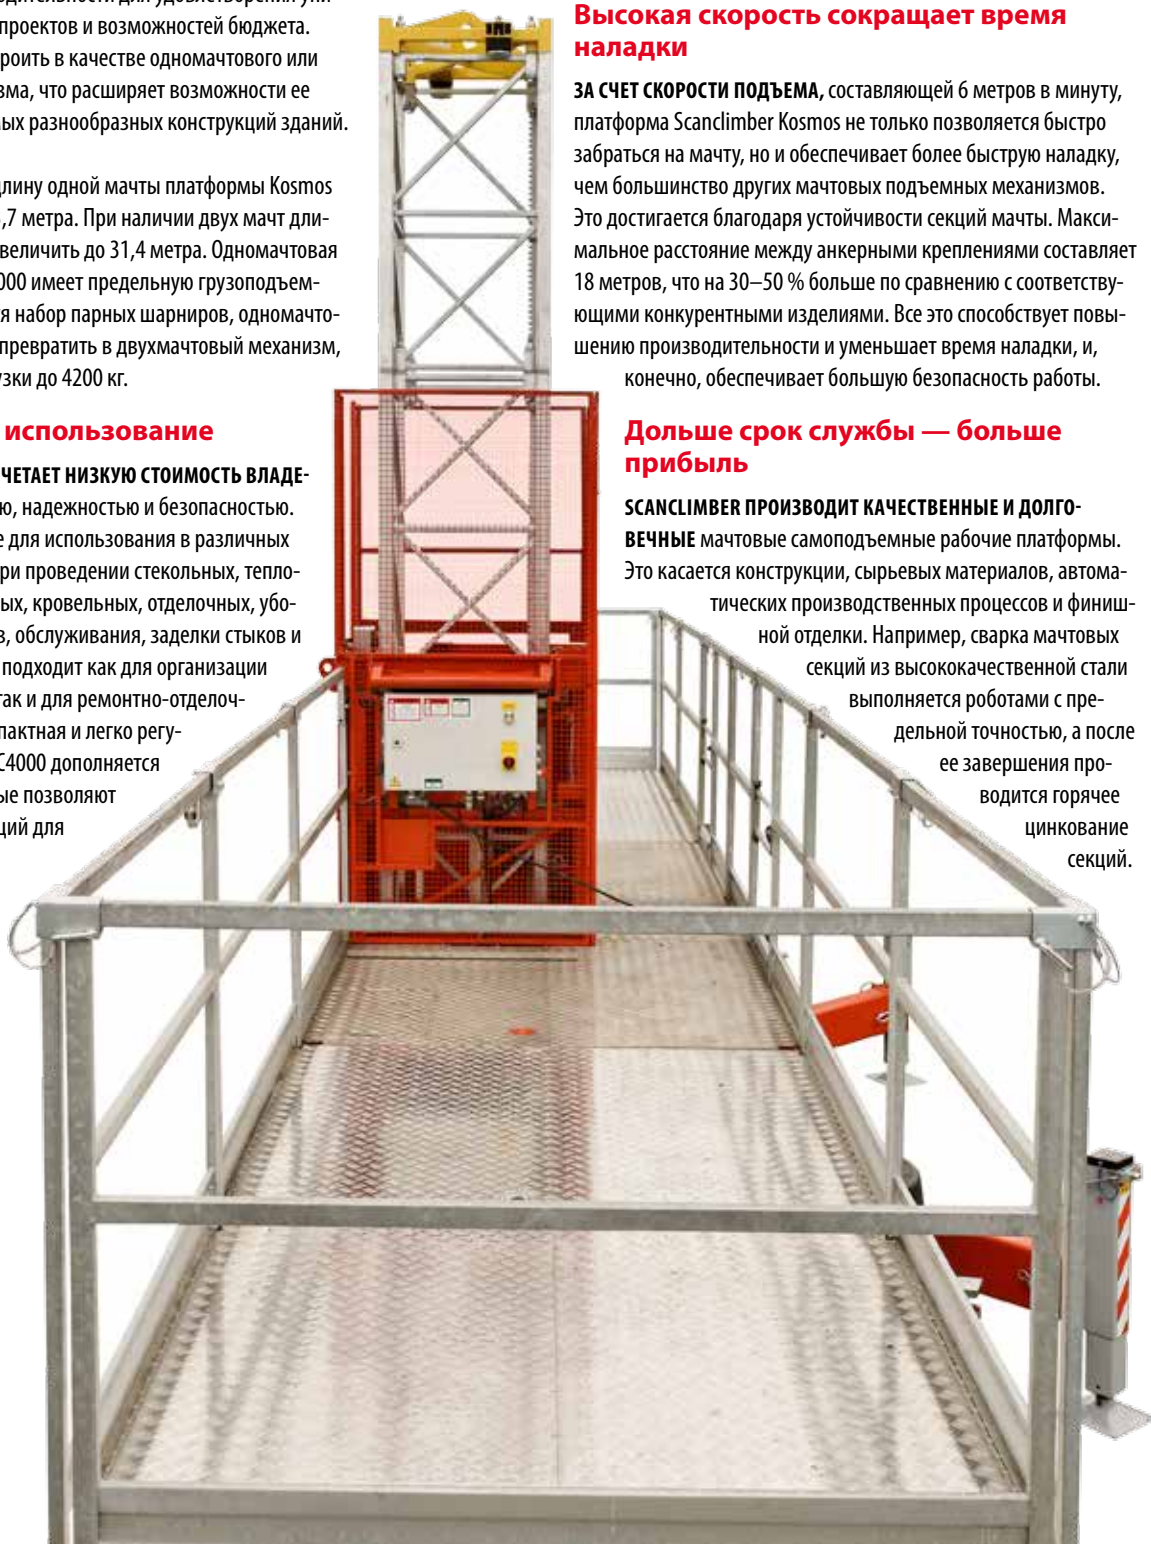 проектов и возможностей бюджета.
роить в качестве одномачтового или
зма, что расширяет возможности ее
мых разнообразных конструкций зданий.
длину одной мачты платформы Kosmos
,7 метра. При наличии двух мачт дли-
величить до 31,4 метра. Одномачтовая
000 имеет предельную грузоподъем-
я набор парных шарниров, одномачто-
превратить в двухмачтовый механизм,
узки до 4200 кг.
использование
ЧЕТАЕТ НИЗКУЮ СТОИМОСТЬ ВЛАДЕ-
ю, надежностью и безопасностью.
е для использования в различных
ри проведении стекольных, тепло-
ых, кровельных, отделочных, убо-
в, обслуживания, заделки стыков и
подходит как для организации
так и для ремонтно-отделоч-
пактная и легко регу-
C4000 дополняется
ые позволяют
ций для
Высокая скорость сокращает время
наладки
ЗА СЧЕТ СКОРОСТИ ПОДЪЕМА, составляющей 6 метров в минуту,
платформа Scanclimber Kosmos не только позволяется быстро
забраться на мачту, но и обеспечивает более быструю наладку,
чем большинство других мачтовых подъемных механизмов.
Это достигается благодаря устойчивости секций мачты. Макси-
мальное расстояние между анкерными креплениями составляет
18 метров, что на 30–50 % больше по сравнению с соответству-
ющими конкурентными изделиями. Все это способствует повы-
шению производительности и уменьшает время наладки, и,
конечно, обеспечивает большую безопасность работы.
Дольше срок службы — больше
прибыль
SCANCLIMBER ПРОИЗВОДИТ КАЧЕСТВЕННЫЕ И ДОЛГО-
ВЕЧНЫЕ мачтовые самоподъемные рабочие платформы.
Это касается конструкции, сырьевых материалов, автома-
тических производственных процессов и финиш-
ной отделки. Например, сварка мачтовых
секций из высококачественной стали
выполняется роботами с пре-
дельной точностью, а после
ее завершения про-
водится горячее
цинкование
секций.